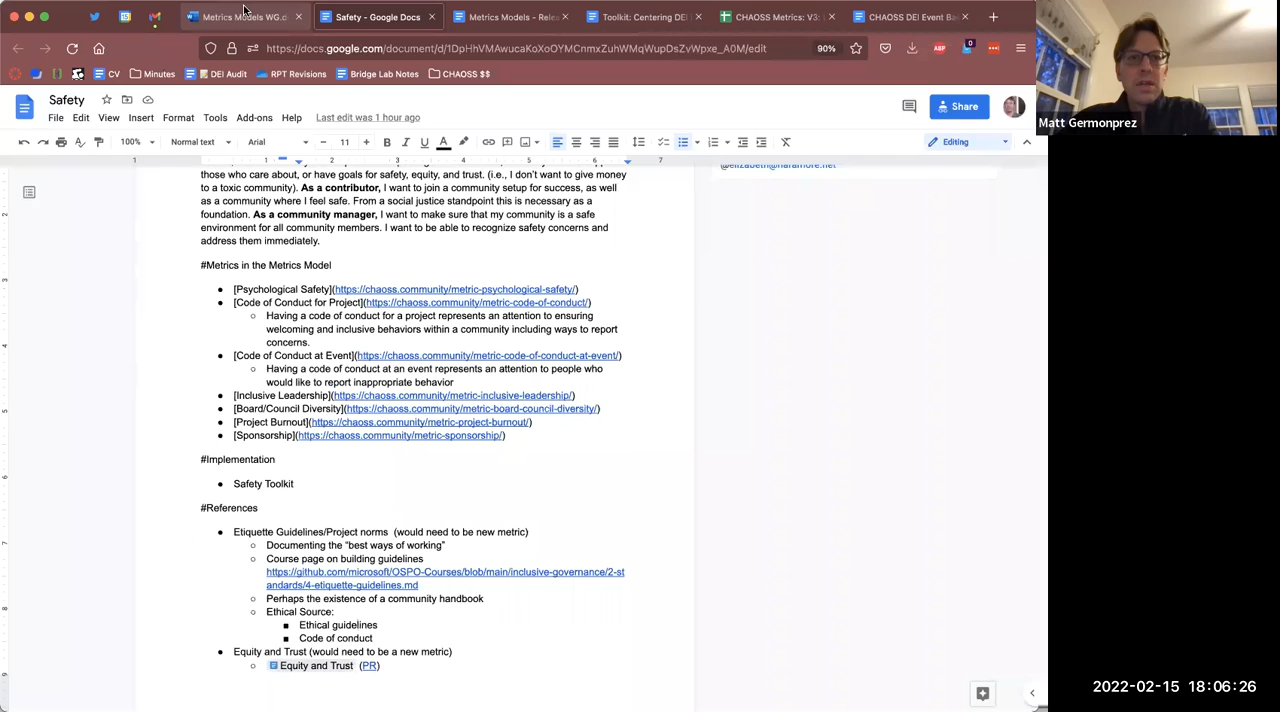 Metrics Models WG.d
Safety - Google Docs
Metrics Models - Rele
Toolkit: Centering DEI
CHAOSS Metrics: V3:
CHAOSS DEI Event Ba
https://docs.google.com/document/d/1DpHhVMAwucaKoXoOYMCnmxZuhWMqWupDsZvWpxe_A0M/edit
90%
ABP
0
CV
Minutes
DEI Audit
RPT Revisions
Bridge Lab Notes
CHAOSS $$
Safety
File Edit View Insert Format Tools Add-ons Help Last edit was 1 hour ago
Share
100% Normal text Arial 11 B I U A
Editing
1 1 2 3 4 5 6 7
those who care about, or have goals for safety, equity, and trust. (i.e., I don't want to give money
to a toxic community). As a contributor, I want to join a community setup for success, as well
as a community where I feel safe. From a social justice standpoint this is necessary as a
foundation. As a community manager, I want to make sure that my community is a safe
environment for all community members. I want to be able to recognize safety concerns and
address them immediately.
#Metrics in the Metrics Model
[Psychological Safety](https://chaoss.community/metric-psychological-safety/)
[Code of Conduct for Project](https://chaoss.community/metric-code-of-conduct/)
Having a code of conduct for a project represents an attention to ensuring
welcoming and inclusive behaviors within a community including ways to report
concerns.
[Code of Conduct at Event](https://chaoss.community/metric-code-of-conduct-at-event/)
Having a code of conduct at an event represents an attention to people who
would like to report inappropriate behavior
[Inclusive Leadership](https://chaoss.community/metric-inclusive-leadership/)
[Board/Council Diversity](https://chaoss.community/metric-board-council-diversity/)
[Project Burnout](https://chaoss.community/metric-project-burnout/)
[Sponsorship](https://chaoss.community/metric-sponsorship/)
#Implementation
Safety Toolkit
#References
Etiquette Guidelines/Project norms (would need to be new metric)
Documenting the “best ways of working”
Course page on building guidelines
https://github.com/microsoft/OSPO-Courses/blob/main/inclusive-governance/2-st
andards/4-etiquette-guidelines.md
Perhaps the existence of a community handbook
Ethical Source:
Ethical guidelines
Code of conduct
Equity and Trust (would need to be a new metric)
Equity and Trust (PR)
Matt Germonprez
2022-02-15 18:06:26